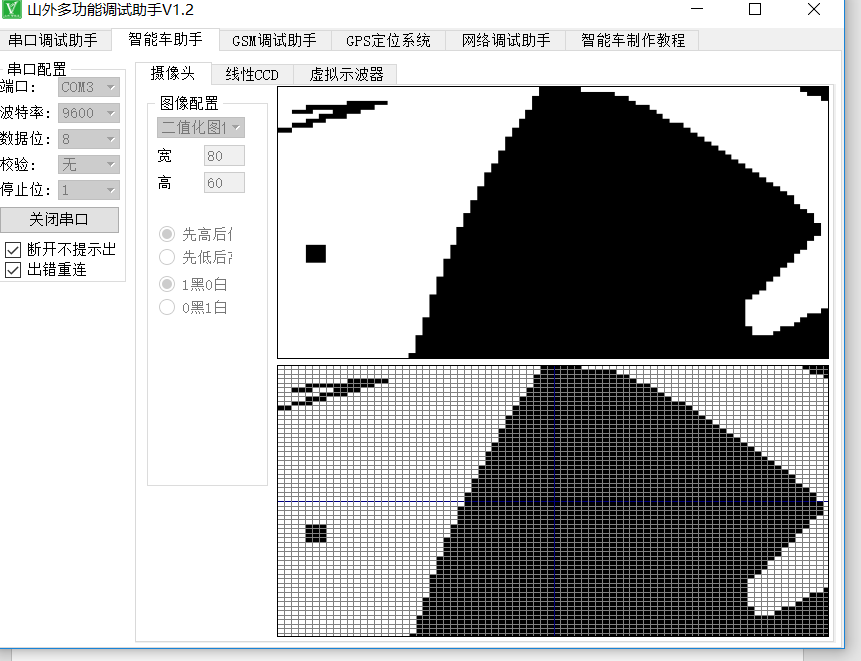 山外多功能调试助手V1.2
串口调试助手 智能车助手 GSM调试助手 GPS定位系统 网络调试助手 智能车制作教程
串口配置
端口: COM3
波特率: 9600
数据位: 8
校验: 无
停止位: 1
关闭串口
断开不提示出
出错重连
摄像头 线性CCD 虚拟示波器
图像配置
二值化图
宽 80
高 60
先高后
先低后
1黑0白
0黑1白